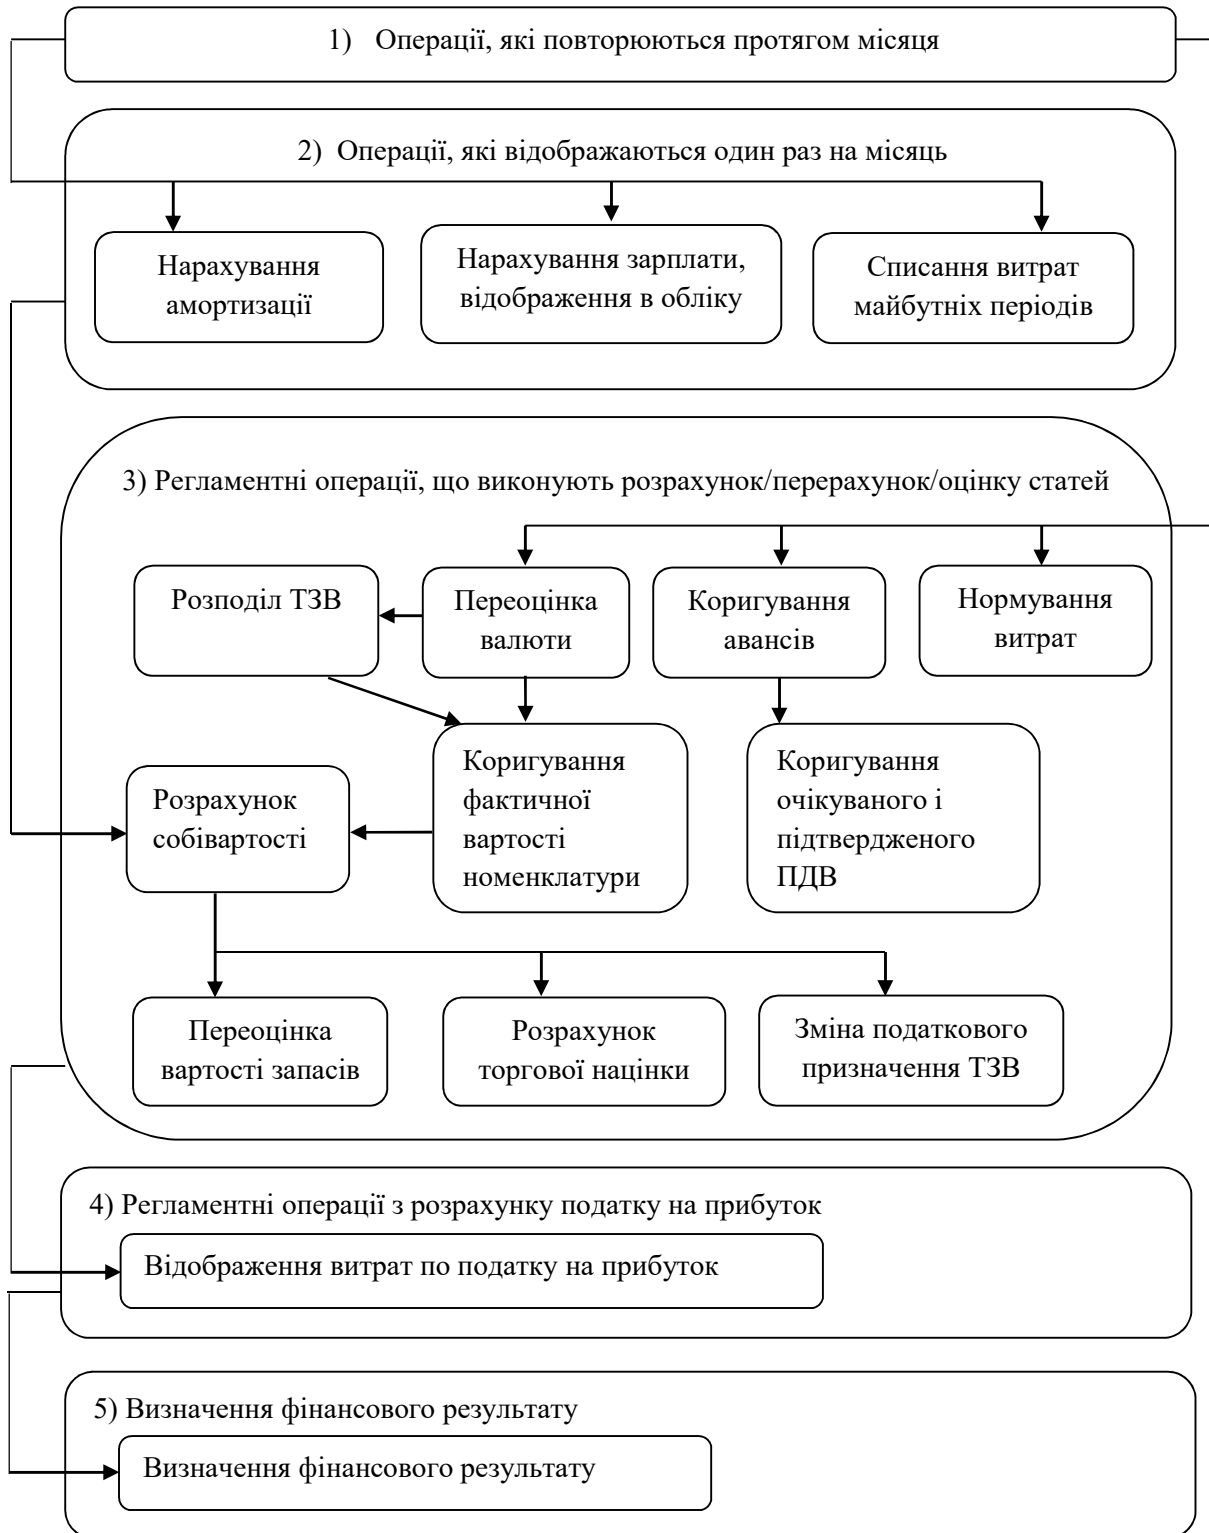 1) Операції, які повторюються протягом місяця
2) Операції, які відображаються один раз на місяць
Нарахування
амортизації
Нарахування зарплати,
відображення в обліку
Списання витрат
майбутніх періодів
3) Регламентні операції, що виконують розрахунок/перерахунок/оцінку статей
Розподіл ТЗВ
Переоцінка
валюти
Коригування
авансів
Нормування
витрат
Розрахунок
собівартості
Коригування
фактичної
вартості
номенклатури
Коригування
очікуваного і
підтвердженого
ПДВ
Переоцінка
вартості запасів
Розрахунок
торгової націнки
Зміна податкового
призначення ТЗВ
4) Регламентні операції з розрахунку податку на прибуток
Відображення витрат по податку на прибуток
5) Визначення фінансового результату
Визначення фінансового результату